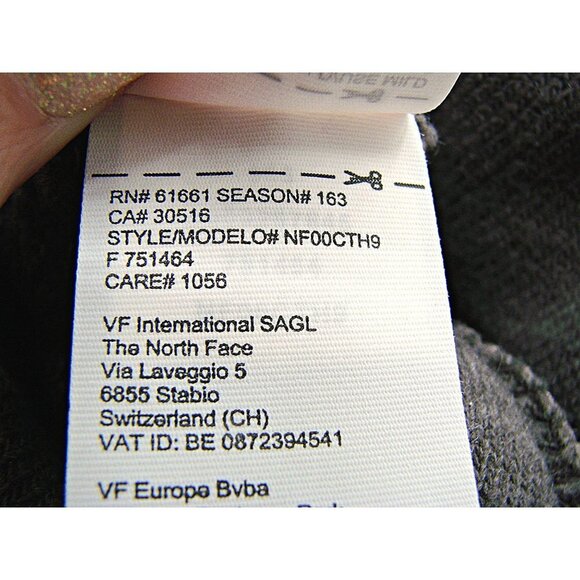 RN# 61661 SEASON# 163
CA# 30516
STYLE/MODELO# NF00CTH9
F 751464
CARE# 1056
VF International SAGL
The North Face
Via Laveggio 5
6855 Stabio
Switzerland (CH)
VAT ID: BE 0872394541
VF Europe Bvba